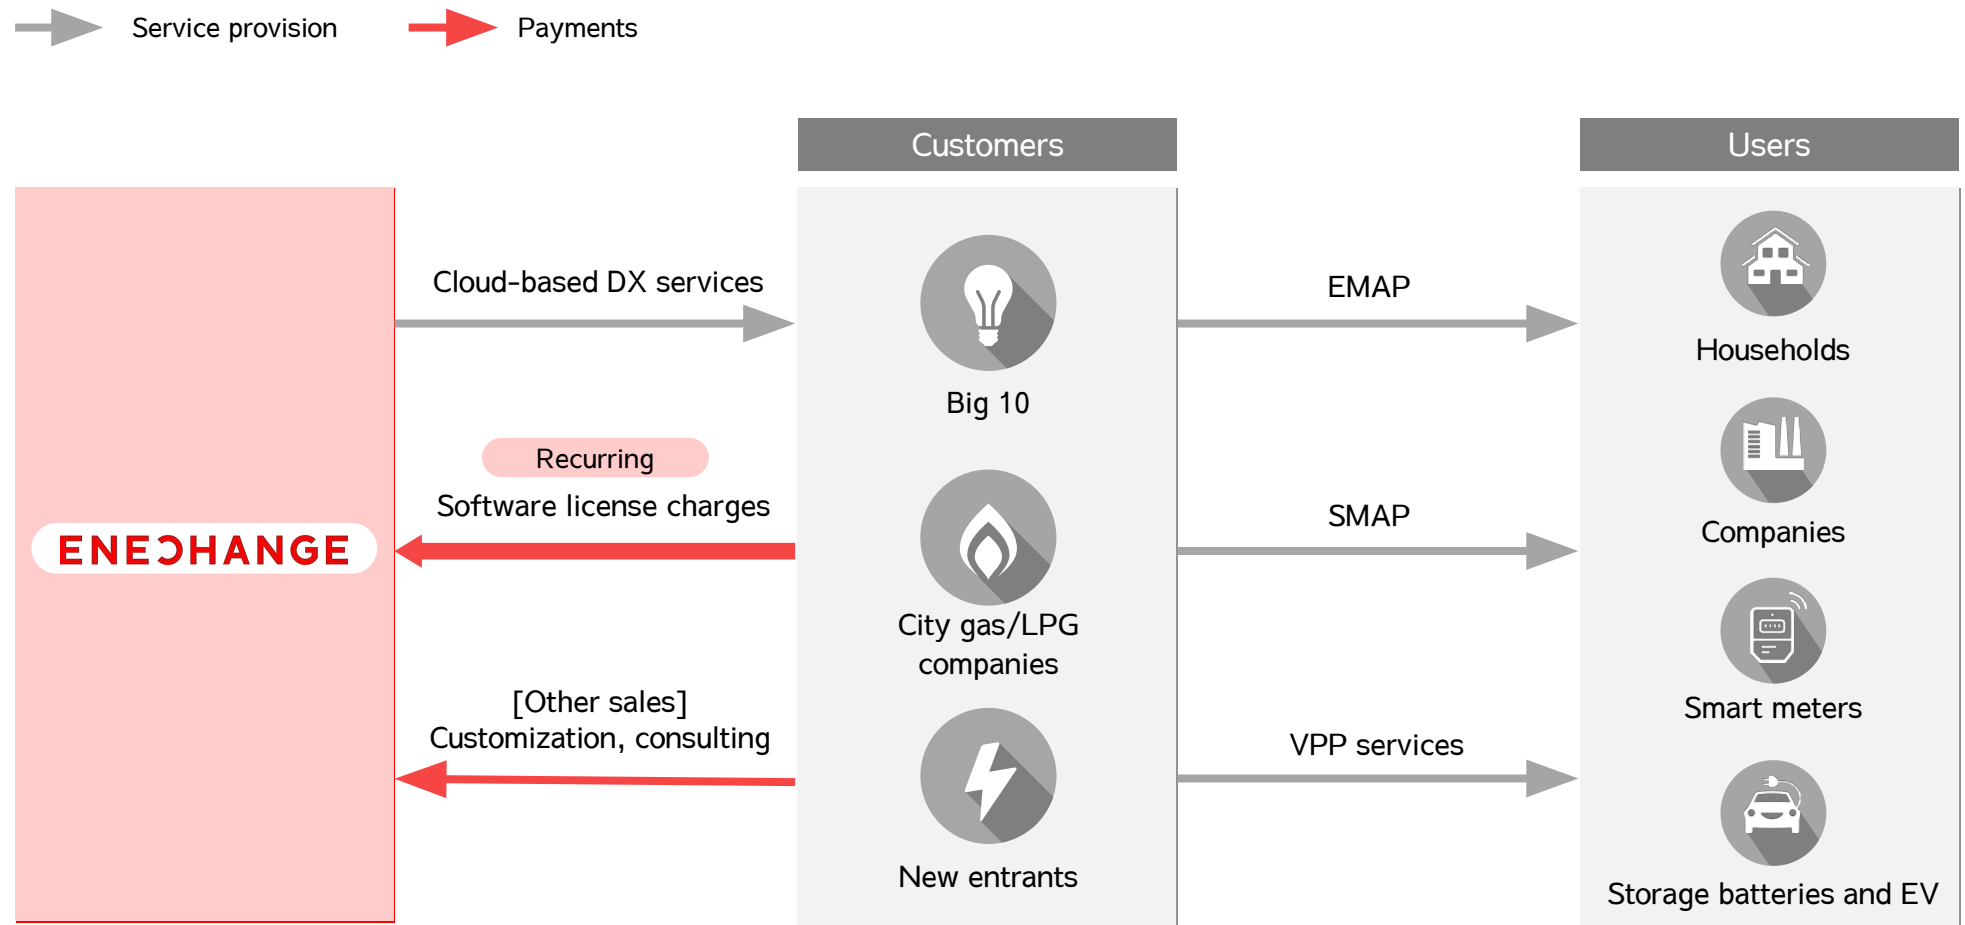 Service provision
Payments
Customers
Users
Cloud-based DX services
Recurring
Software license charges
ENECHANGE
[Other sales]
Customization, consulting
Big 10
City gas/LPG
companies
New entrants
EMAP
SMAP
VPP services
Households
Companies
Smart meters
Storage batteries and EV